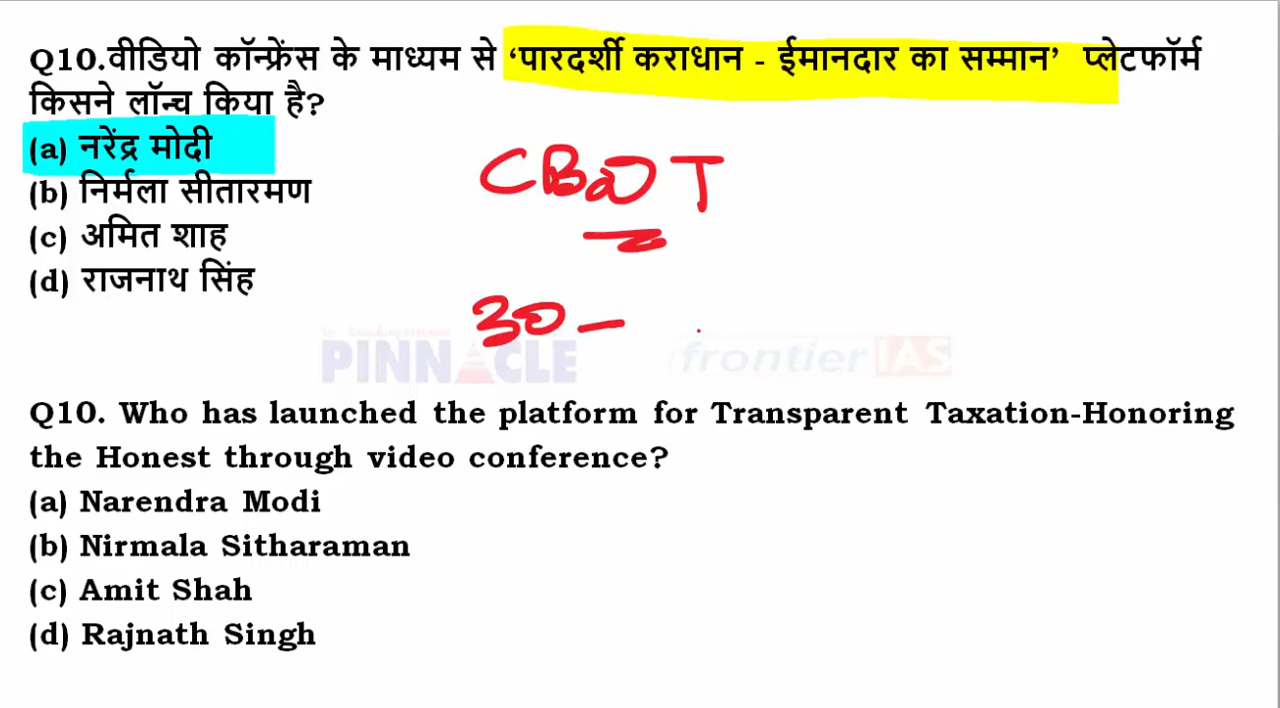 Q10.वीडियो कॉन्फ्रेंस के माध्यम से ‘पारदर्शी कराधान - ईमानदार का सम्मान’ प्लेटफॉर्म
किसने लॉन्च किया है?
(a) नरेंद्र मोदी
(b) निर्मला सीतारमण
(c) अमित शाह
(d) राजनाथ सिंह
CBDT
30 –
PINNACLE
frontier IAS
Q10. Who has launched the platform for Transparent Taxation-Honoring
the Honest through video conference?
(a) Narendra Modi
(b) Nirmala Sitharaman
(c) Amit Shah
(d) Rajnath Singh